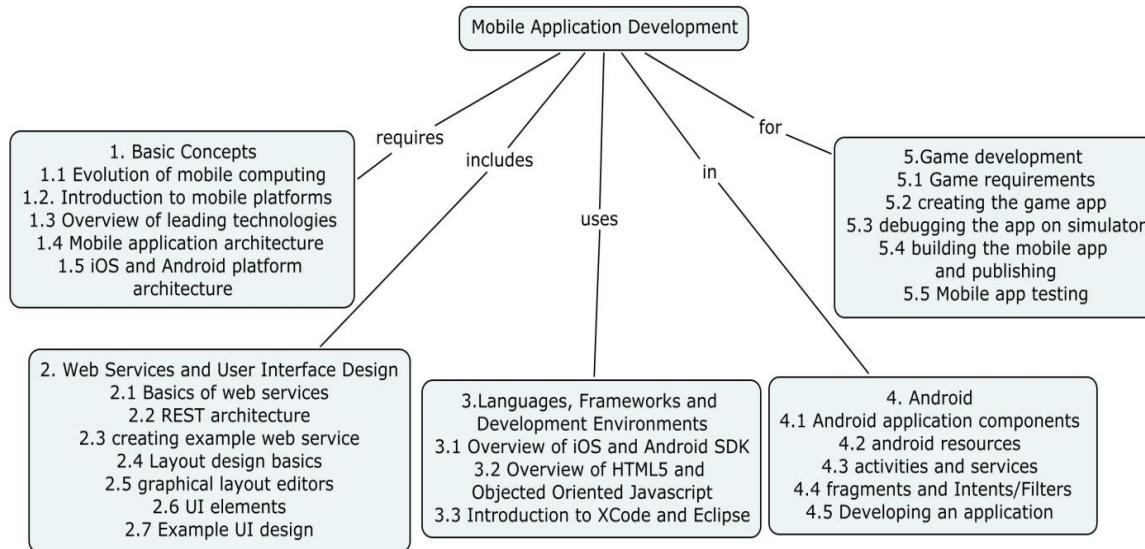 Mobile Application Development
requires
includes
uses
in
for
1. Basic Concepts
1.1 Evolution of mobile computing
1.2. Introduction to mobile platforms
1.3 Overview of leading technologies
1.4 Mobile application architecture
1.5 iOS and Android platform
architecture
5.Game development
5.1 Game requirements
5.2 creating the game app
5.3 debugging the app on simulator
5.4 building the mobile app
and publishing
5.5 Mobile app testing
2. Web Services and User Interface Design
2.1 Basics of web services
2.2 REST architecture
2.3 creating example web service
2.4 Layout design basics
2.5 graphical layout editors
2.6 UI elements
2.7 Example UI design
3.Languages, Frameworks and
Development Environments
3.1 Overview of iOS and Android SDK
3.2 Overview of HTML5 and
Objected Oriented Javascript
3.3 Introduction to XCode and Eclipse
4. Android
4.1 Android application components
4.2 android resources
4.3 activities and services
4.4 fragments and Intents/Filters
4.5 Developing an application